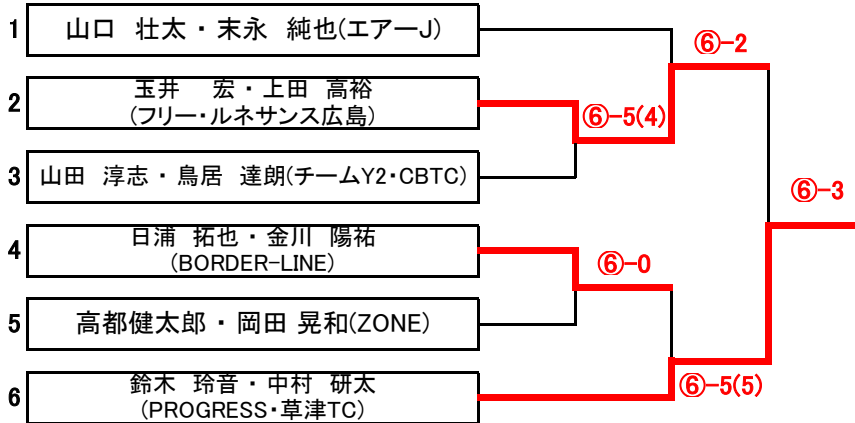 1 山口 壮太 ・ 末永 純也(エアーJ)
⑥-2
2 玉井 宏 ・ 上田 高裕
(フリー・ルネサンス広島)
⑥-5(4)
3 山田 淳志 ・ 鳥居 達朗(チームY2・CBTC)
⑥-3
4 日浦 拓也 ・ 金川 陽祐
(BORDER-LINE)
⑥-0
5 高都健太郎 ・ 岡田 晃和(ZONE)
6 鈴木 玲音 ・ 中村 研太
(PROGRESS・草津TC)
⑥-5(5)